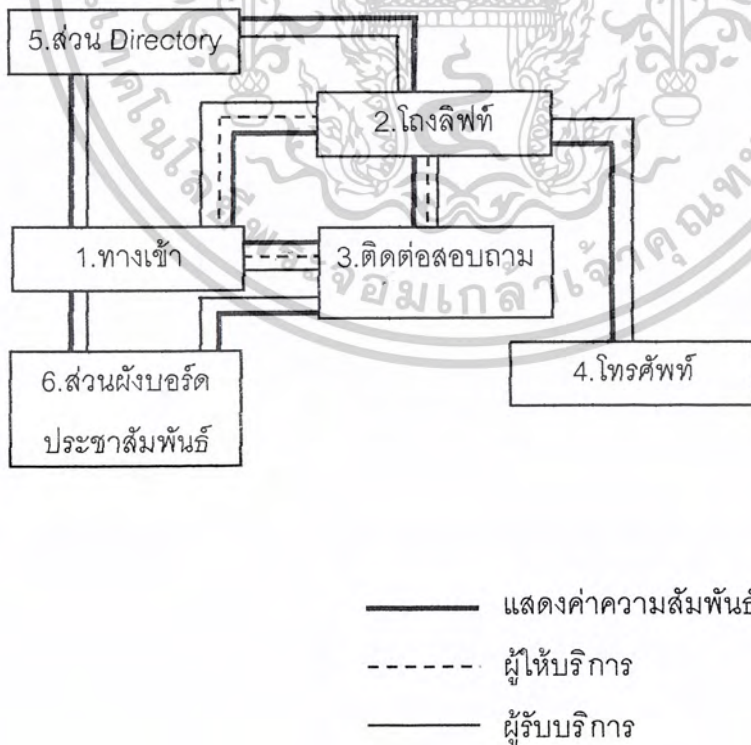 5.ส่วน Directory
2.โถงลิฟท์
1.ทางเข้า
3.ติดต่อสอบถาม
4.โทรศัพท์
6.ส่วนผังบอร์ด
ประชาสัมพันธ์
แสดงค่าความสัมพันธ์
ผู้ให้บริการ
ผู้รับบริการ